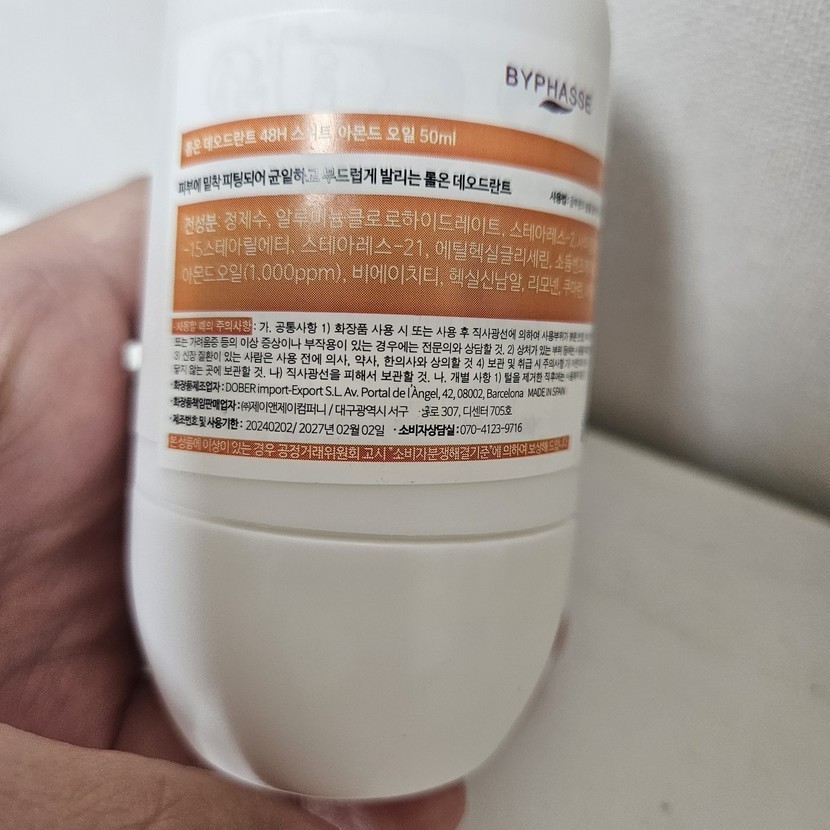 BYPHASSE
롤온 데오드란트 48H 스위트 아몬드 오일 50ml
피부에 밀착 피팅되어 균일하고 부드럽게 발리는 롤온 데오드란트
사용법:
전성분: 정제수, 알루미늄클로로하이드레이트, 스테아레스-2,
-15스테아릴에터, 스테아레스-21, 에틸헥실글리세린,
아몬드오일(1.000ppm), 비에이치티, 헥실신남알, 리모넨, 쿠마린,
사용할 때의 주의사항: 가. 공통사항 1) 화장품 사용 시 또는 사용 후 직사광선에 의하여 사용부위가
또는 가려움증 등의 이상 증상이나 부작용이 있는 경우에는 전문의와 상담할 것. 2) 상처가 있는 부위
3) 신장 질환이 있는 사람은 사용 전에 의사, 약사, 한의사와 상의할 것 4) 보관 및 취급 시 주의사항
닿지 않는 곳에 보관할 것. 나) 직사광선을 피해서 보관할 것. 나. 개별 사항 1) 털을 제거한 직후에는
·화장품제조업자: DOBER import-Export S.L. Av. Portal de l'Àngel, 42, 08002, Barcelona MADE IN SPAIN
·화장품책임판매업자: ㈜제이앤제이컴퍼니 / 대구광역시 서구 307, 디센터 705호
·제조번호 및 사용기한: 20240202/ 2027년 02월 02일 ·소비자상담실: 070-4123-9716
본 상품에 이상이 있는 경우 공정거래위원회 고시 "소비자분쟁해결기준"에 의하여 보상해 드립니다